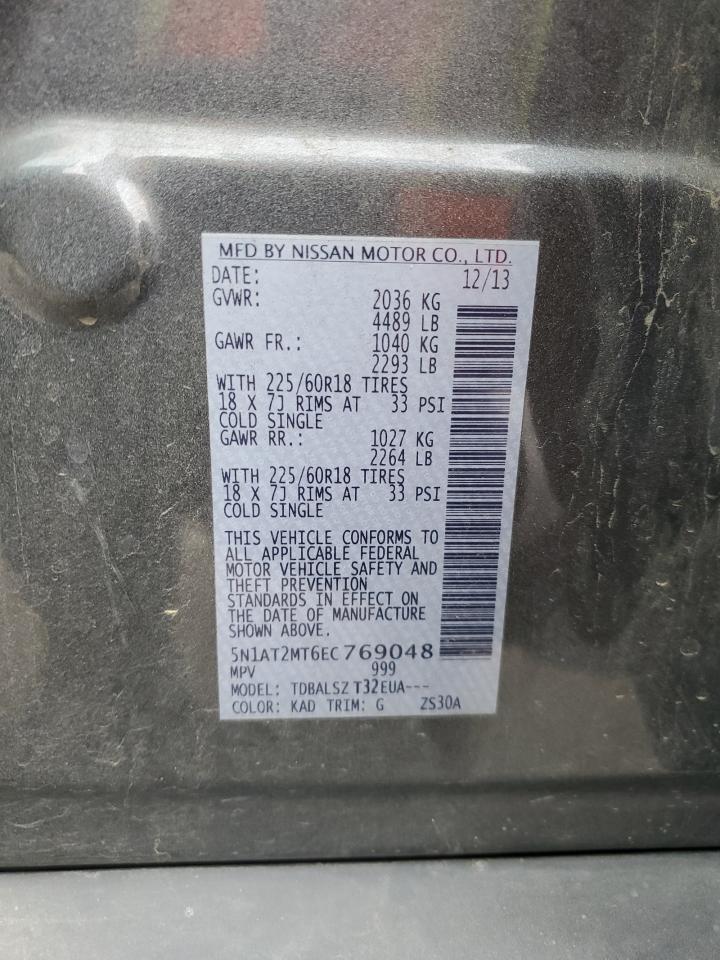 MFD BY NISSAN MOTOR CO., LTD.
DATE: 12/13
GVWR: 2036 KG
4489 LB
GAWR FR.: 1040 KG
2293 LB
WITH 225/60R18 TIRES
18 X 7J RIMS AT 33 PSI
COLD SINGLE
GAWR RR.: 1027 KG
2264 LB
WITH 225/60R18 TIRES
18 X 7J RIMS AT 33 PSI
COLD SINGLE
THIS VEHICLE CONFORMS TO
ALL APPLICABLE FEDERAL
MOTOR VEHICLE SAFETY AND
THEFT PREVENTION
STANDARDS IN EFFECT ON
THE DATE OF MANUFACTURE
SHOWN ABOVE.
5N1AT2MT6EC769048
MPV 999
MODEL: TDBALSZ T32EUA---
COLOR: KAD TRIM: G ZS30A